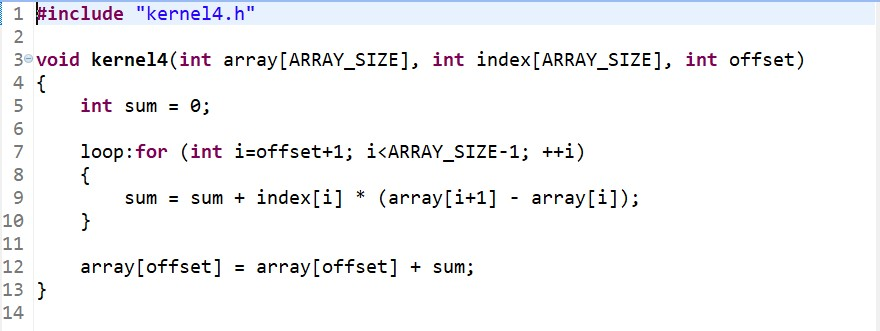 1 #include "kernel4.h"
2
3 void kernel4(int array[ARRAY_SIZE], int index[ARRAY_SIZE], int offset)
4 {
5     int sum = 0;
6
7     loop:for (int i=offset+1; i<ARRAY_SIZE-1; ++i)
8     {
9         sum = sum + index[i] * (array[i+1] - array[i]);
10     }
11
12     array[offset] = array[offset] + sum;
13 }
14